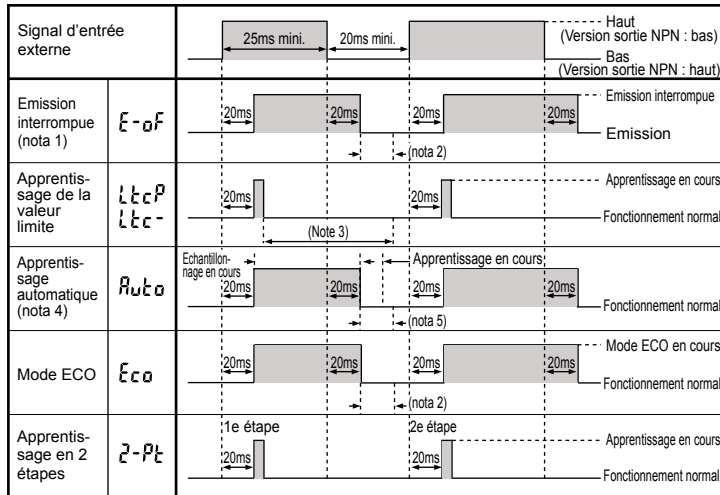 Signal d'entrée
externe
25ms mini.
20ms mini.
Haut
(Version sortie NPN : bas)
Bas
(Version sortie NPN : haut)
Emission
interrompue
(nota 1)
E-oF
20ms
20ms
20ms
20ms
Emission interrompue
Emission
(nota 2)
Apprentis-
sage de la
valeur
limite
LtcP
Ltc-
20ms
20ms
Apprentissage en cours
Fonctionnement normal
(Note 3)
Apprentis-
sage
automatique
(nota 4)
Auto
Echantillon-
nage en cours
Apprentissage en cours
20ms
20ms
20ms
20ms
Fonctionnement normal
(nota 5)
Mode ECO
Eco
20ms
20ms
20ms
20ms
Mode ECO en cours
Fonctionnement normal
(nota 2)
Apprentis-
sage en 2
étapes
2-Pt
1e étape
2e étape
20ms
20ms
Apprentissage en cours
Fonctionnement normal